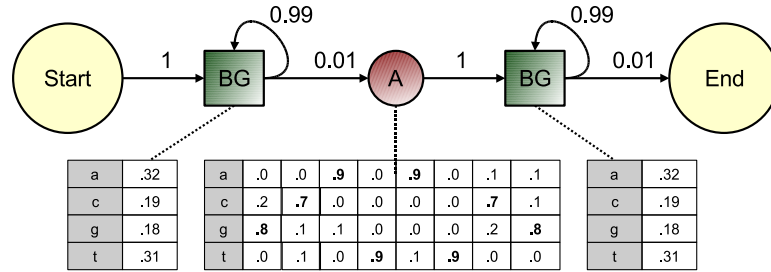 0.99 0.99
Start 1 BG 0.01 A 1 BG 0.01 End
a .32 a .0 .0 .9 .0 .9 .0 .1 .1 a .32
c .19 c .2 .7 .0 .0 .0 .0 .7 .1 c .19
g .18 g .8 .1 .1 .0 .0 .0 .2 .8 g .18
t .31 t .0 .1 .0 .9 .1 .9 .0 .0 t .31